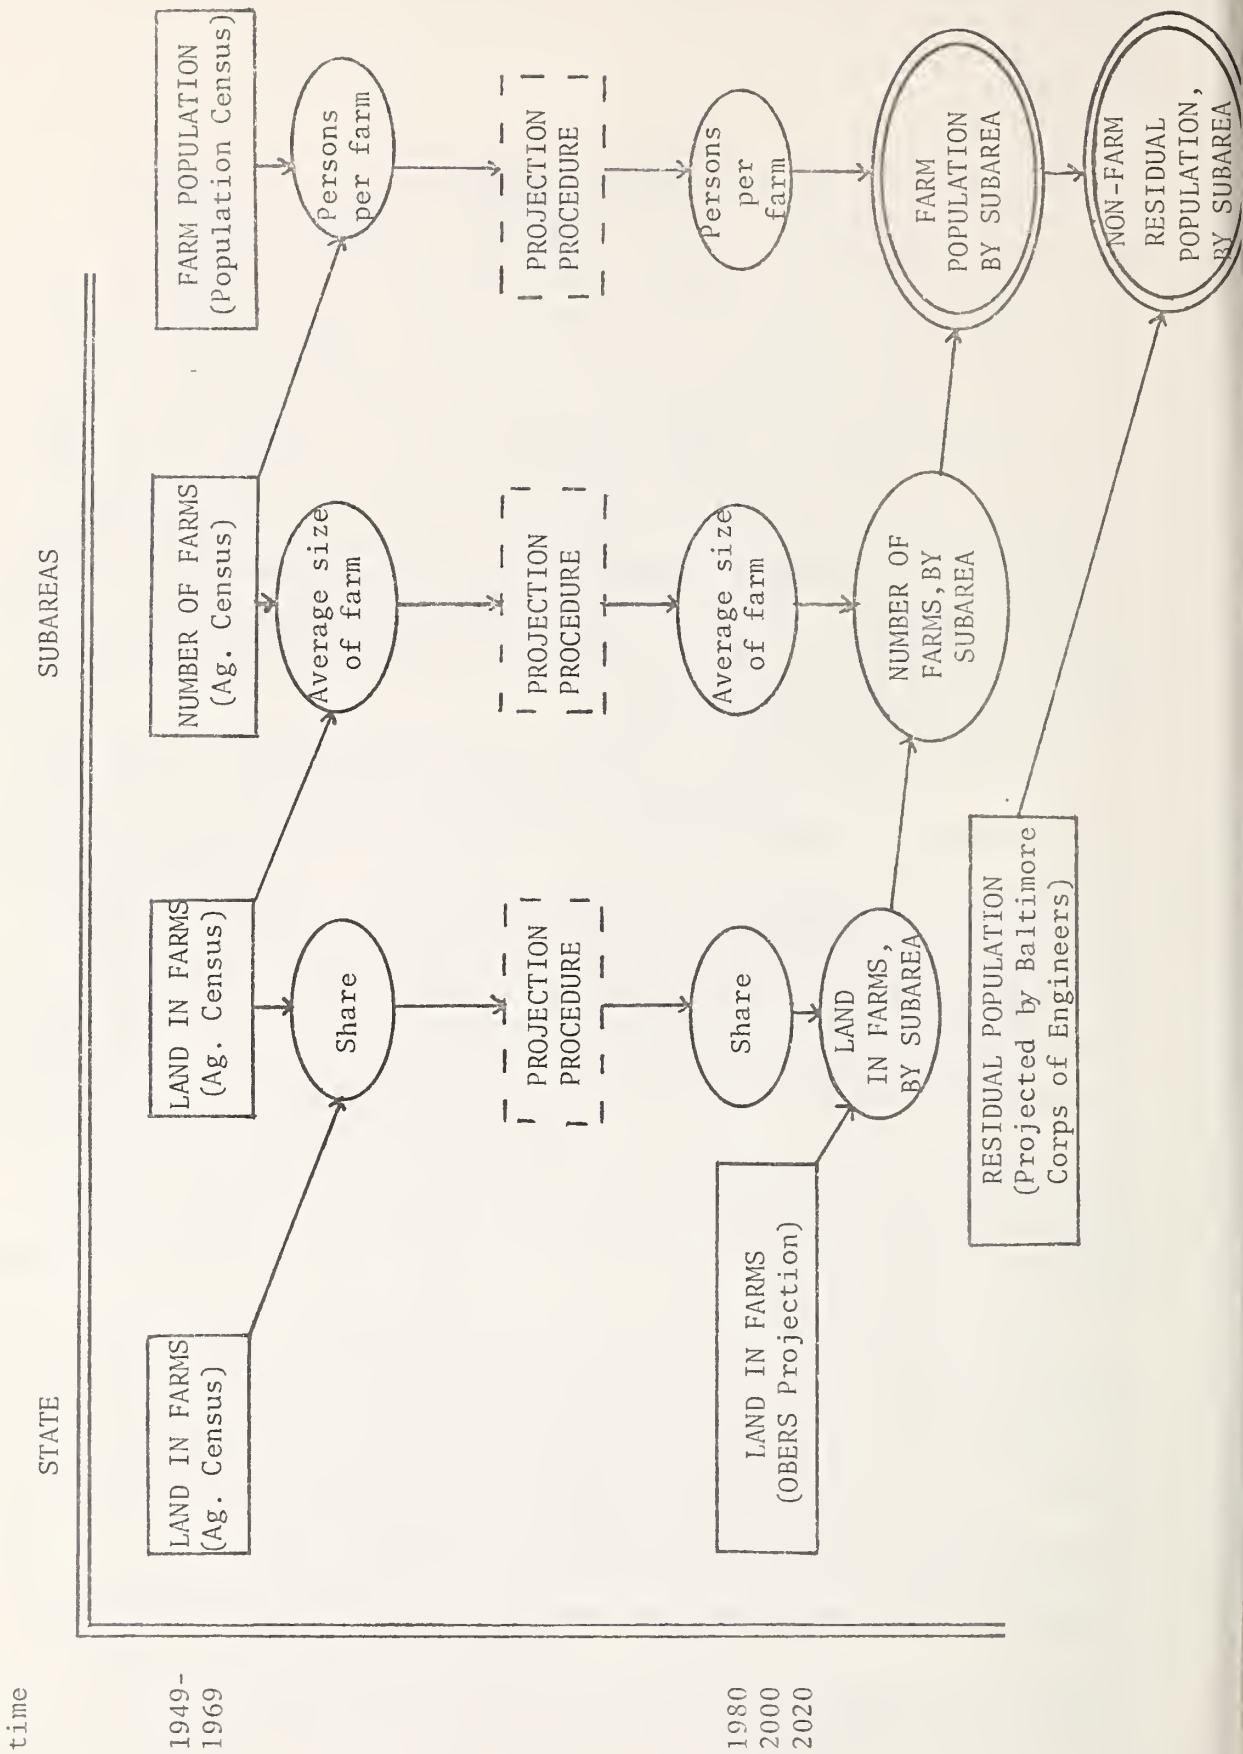 time
STATE
SUBAREAS
1949-
1969
LAND IN FARMS
(Ag. Census)
LAND IN FARMS
(Ag. Census)
NUMBER OF FARMS
(Ag. Census)
FARM POPULATION
(Population Census)
Share
Average size
of farm
Persons
per farm
PROJECTION
PROCEDURE
PROJECTION
PROCEDURE
PROJECTION
PROCEDURE
1980
2000
2020
LAND IN FARMS
(OBERS Projection)
Share
Average size
of farm
Persons
per
farm
LAND
IN FARMS,
BY SUBAREA
NUMBER OF
FARMS,BY
SUBAREA
FARM
POPULATION
BY SUBAREA
RESIDUAL POPULATION
(Projected by Baltimore
Corps of Engineers)
NON-FARM
RESIDUAL
POPULATION,
BY SUBAREA